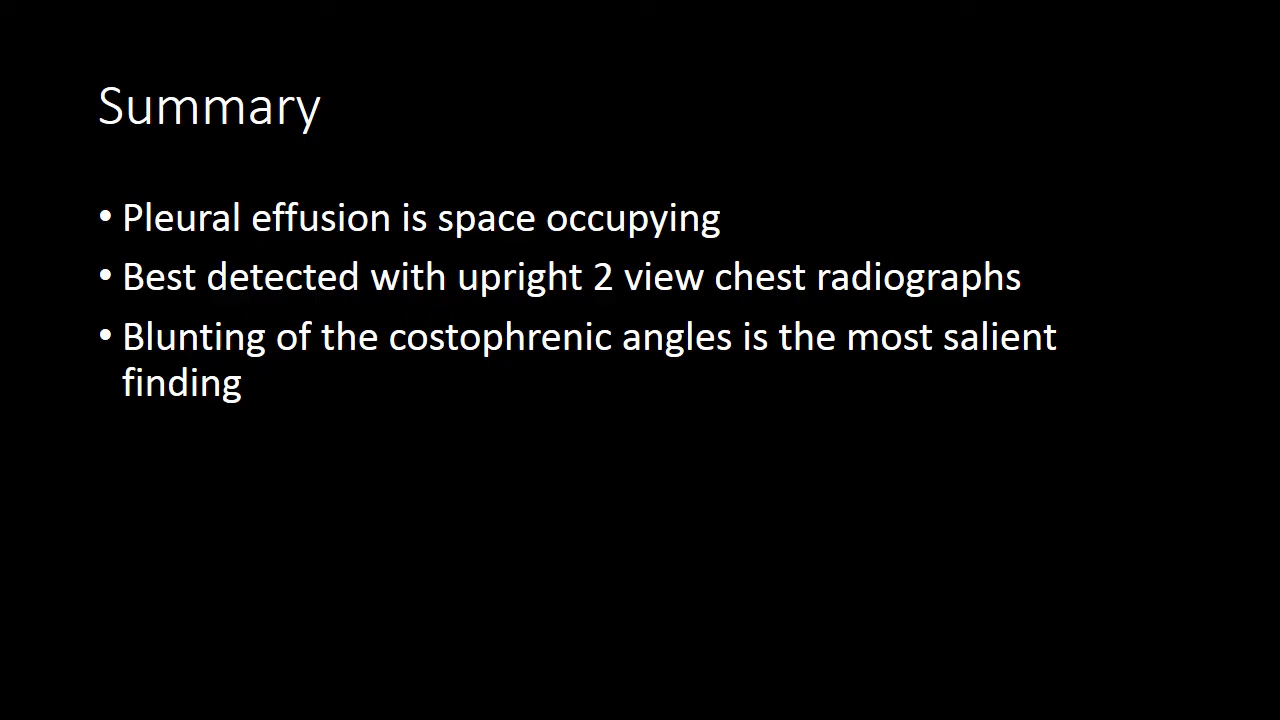 Summary
• Pleural effusion is space occupying
• Best detected with upright 2 view chest radiographs
• Blunting of the costophrenic angles is the most salient
finding